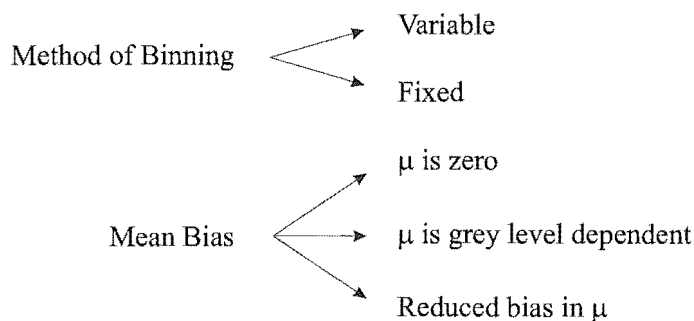 Variable
Method of Binning
Fixed
μ is zero
Mean Bias
μ is grey level dependent
Reduced bias in μ